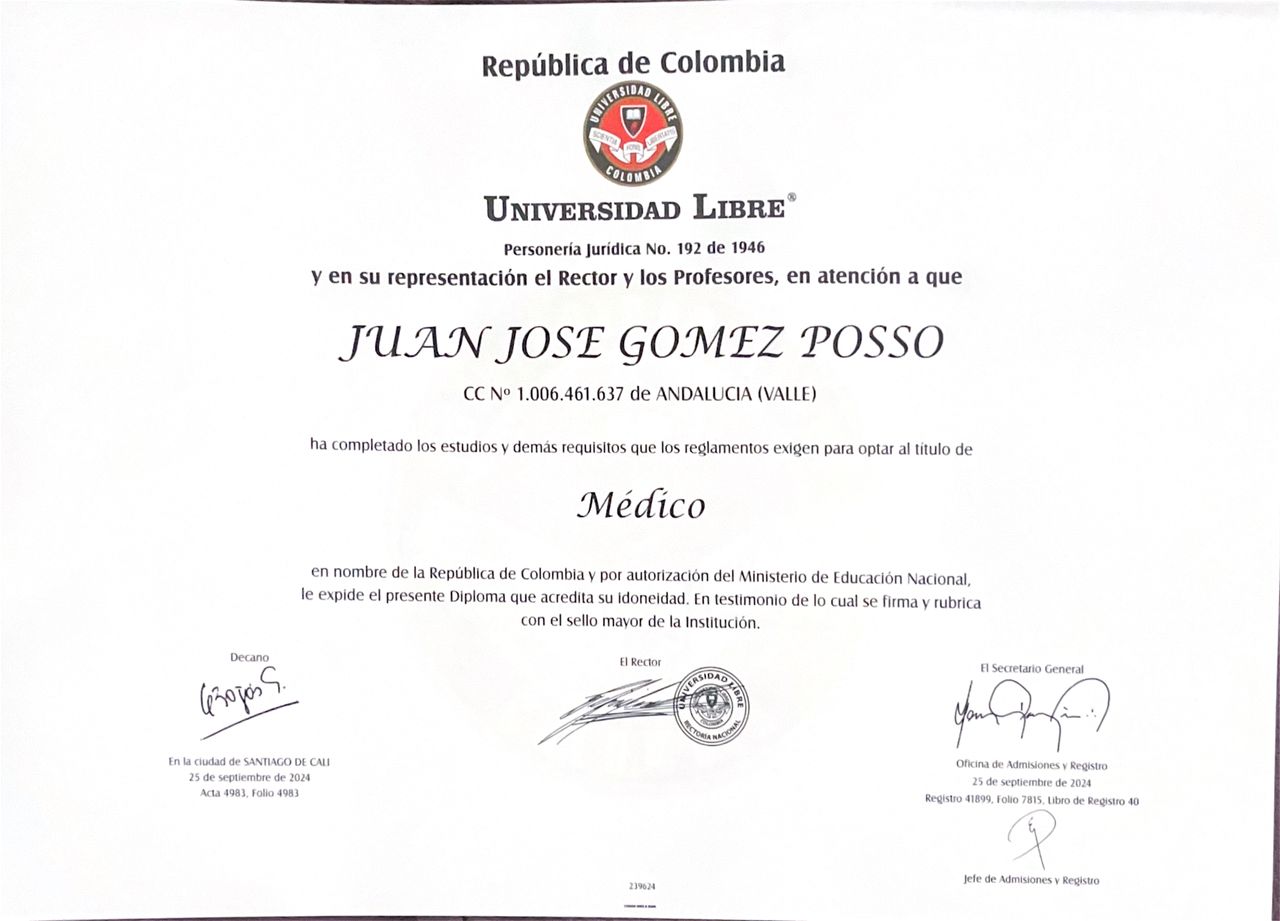 República de Colombia
UNIVERSIDAD LIBRE
SCIENTIA HOMO LIBERTATIS
COLOMBIA
UNIVERSIDAD LIBRE®
Personería Jurídica No. 192 de 1946
y en su representación el Rector y los Profesores, en atención a que
JUAN JOSE GOMEZ POSSO
CC Nº 1.006.461.637 de ANDALUCIA (VALLE)
ha completado los estudios y demás requisitos que los reglamentos exigen para optar al título de
Médico
en nombre de la República de Colombia y por autorización del Ministerio de Educación Nacional,
le expide el presente Diploma que acredita su idoneidad. En testimonio de lo cual se firma y rubrica
con el sello mayor de la Institución.
Decano
En la ciudad de SANTIAGO DE CALI
25 de septiembre de 2024
Acta 4983, Folio 4983
El Rector
UNIVERSIDAD LIBRE
COLOMBIA
RECTORÍA NACIONAL
El Secretario General
Oficina de Admisiones y Registro
25 de septiembre de 2024
Registro 41899, Folio 7815, Libro de Registro 40
Jefe de Admisiones y Registro
239624